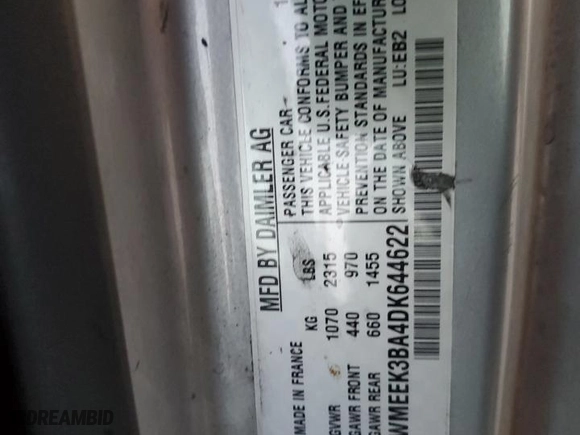 MFD BY DAIMLER AG
MADE IN FRANCE
KG LBS
GVWR 1070 2315
GAWR FRONT 440 970
GAWR REAR 660 1455
PASSENGER CAR
THIS VEHICLE CONFORMS TO AL
APPLICABLE U.S. FEDERAL MOTO
VEHICLE-SAFETY BUMPER AND
PREVENTION STANDARDS IN EF
ON THE DATE OF MANUFACTUR
SHOWN ABOVE LU:EB2 LO
WMEEK3BA4DK644622
DREAMBID